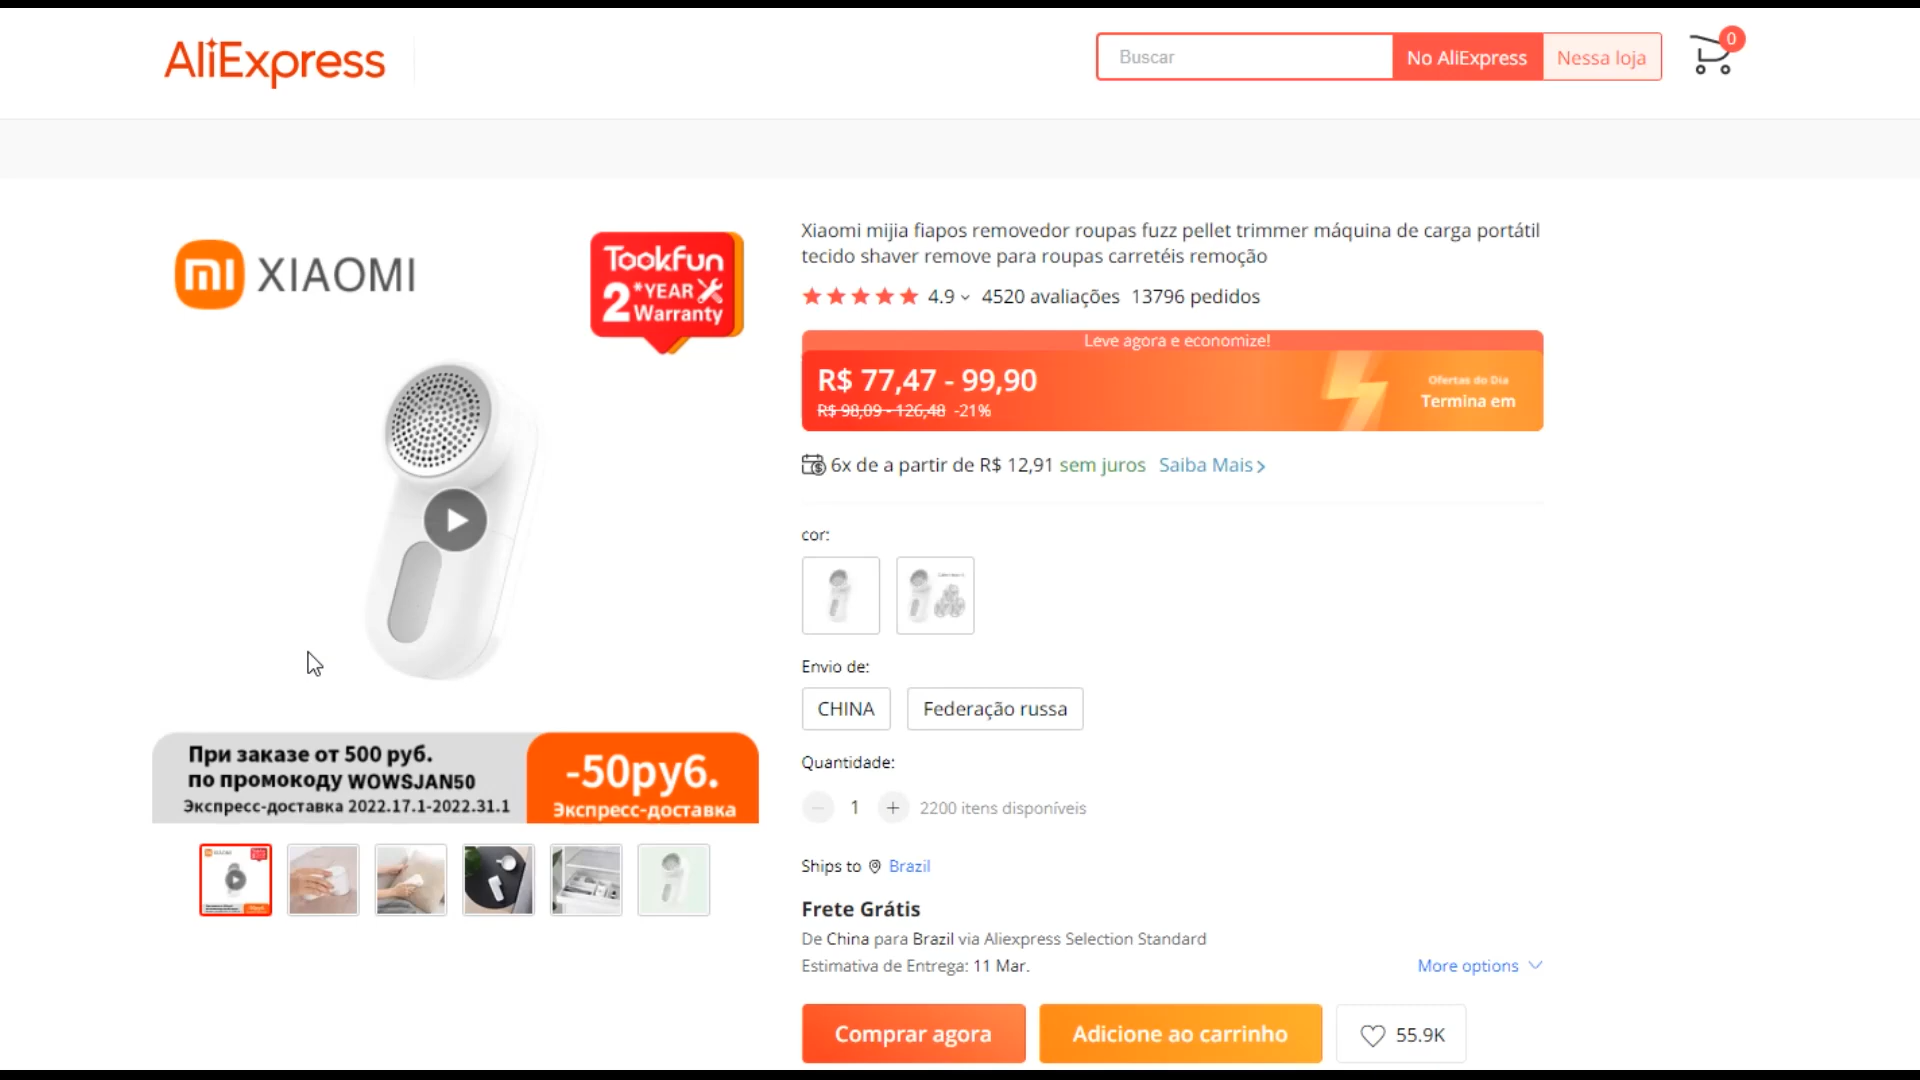 AliExpress
Buscar
No AliExpress
Nessa loja
0
mi XIAOMI
Tookfun
2 *YEAR
Warranty
При заказе от 500 руб.
по промокоду WOWSJAN50
Экспресс-доставка 2022.17.1-2022.31.1
-50руб.
Экспресс-доставка
Xiaomi mijia fiapos removedor roupas fuzz pellet trimmer máquina de carga portátil
tecido shaver remove para roupas carretéis remoção
4.9 4520 avaliações 13796 pedidos
Leve agora e economize!
R$ 77,47 - 99,90
R$ 98,09 - 126,48 -21%
Ofertas do Dia
Termina em
6x de a partir de R$ 12,91 sem juros Saiba Mais
cor:
Envio de:
CHINA
Federação russa
Quantidade:
− 1 + 2200 itens disponíveis
Ships to Brazil
Frete Grátis
De China para Brazil via Aliexpress Selection Standard
Estimativa de Entrega: 11 Mar.
More options
Comprar agora
Adicione ao carrinho
55.9K